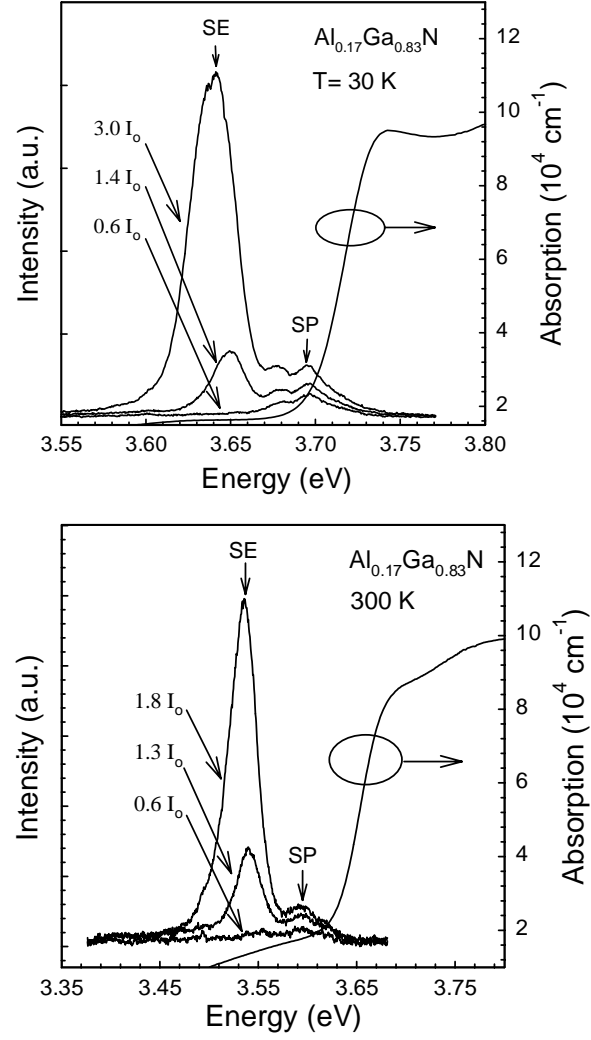 SE
Al0.17Ga0.83N
T= 30 K
3.0 Io
1.4 Io
0.6 Io
SP
Intensity (a.u.)
12
10
8
6
4
2
Absorption (10^4 cm^-1)
3.55 3.60 3.65 3.70 3.75 3.80
Energy (eV)
SE
Al0.17Ga0.83N
300 K
1.8 Io
1.3 Io
0.6 Io
SP
Intensity (a.u.)
12
10
8
6
4
2
Absorption (10^4 cm^-1)
3.35 3.45 3.55 3.65 3.75
Energy (eV)